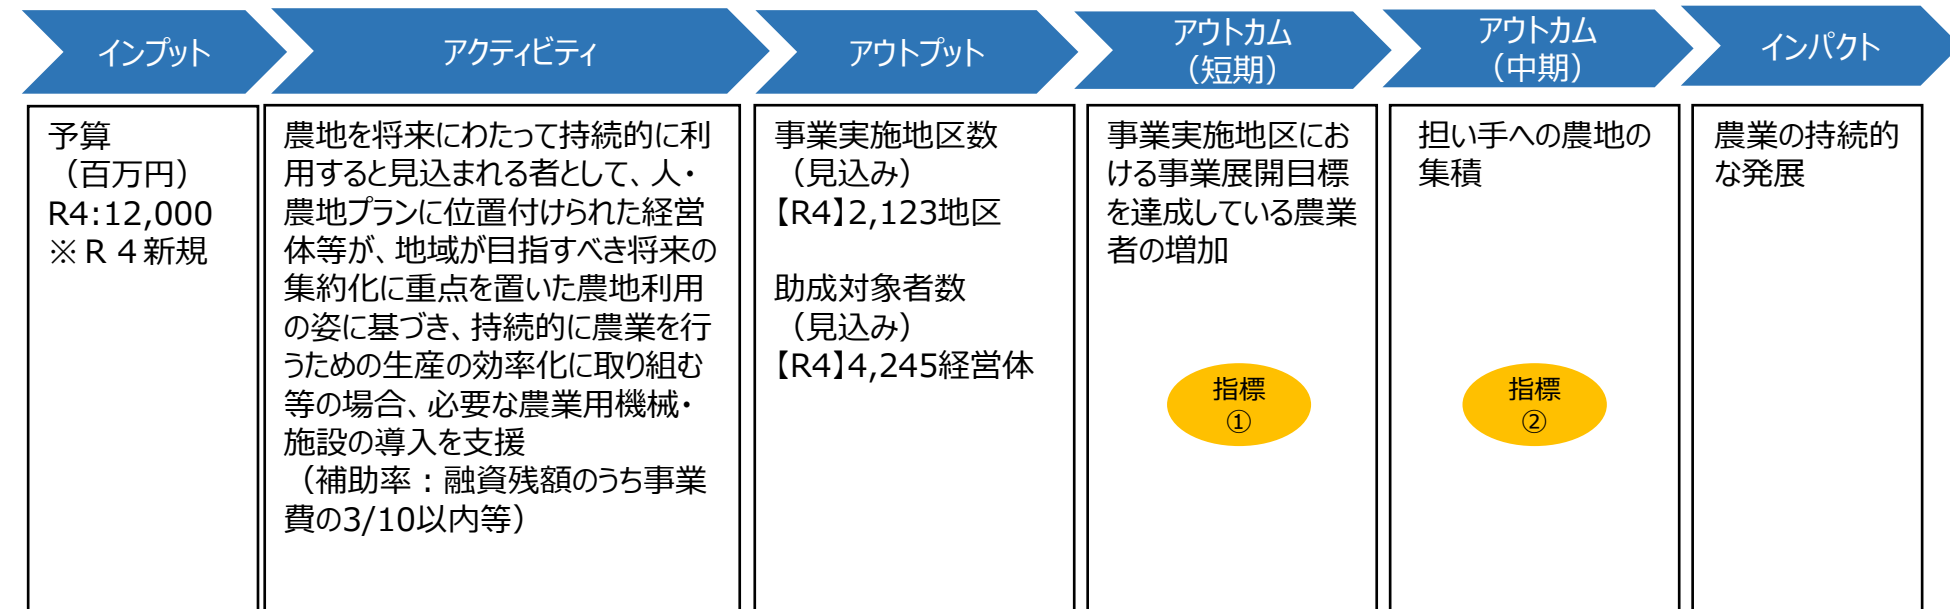 インプット
アクティビティ
アウトプット
アウトカム
（短期）
アウトカム
（中期）
インパクト
予算
（百万円）
R4:12,000
※Ｒ４新規
農地を将来にわたって持続的に利
用すると見込まれる者として、人・
農地プランに位置付けられた経営
体等が、地域が目指すべき将来の
集約化に重点を置いた農地利用
の姿に基づき、持続的に農業を行
うための生産の効率化に取り組む
等の場合、必要な農業用機械・
施設の導入を支援
（補助率：融資残額のうち事業
費の3/10以内等）
事業実施地区数
（見込み）
【R4】2,123地区
助成対象者数
（見込み）
【R4】4,245経営体
事業実施地区にお
ける事業展開目標
を達成している農業
者の増加
指標
①
担い手への農地の
集積
指標
②
農業の持続的
な発展